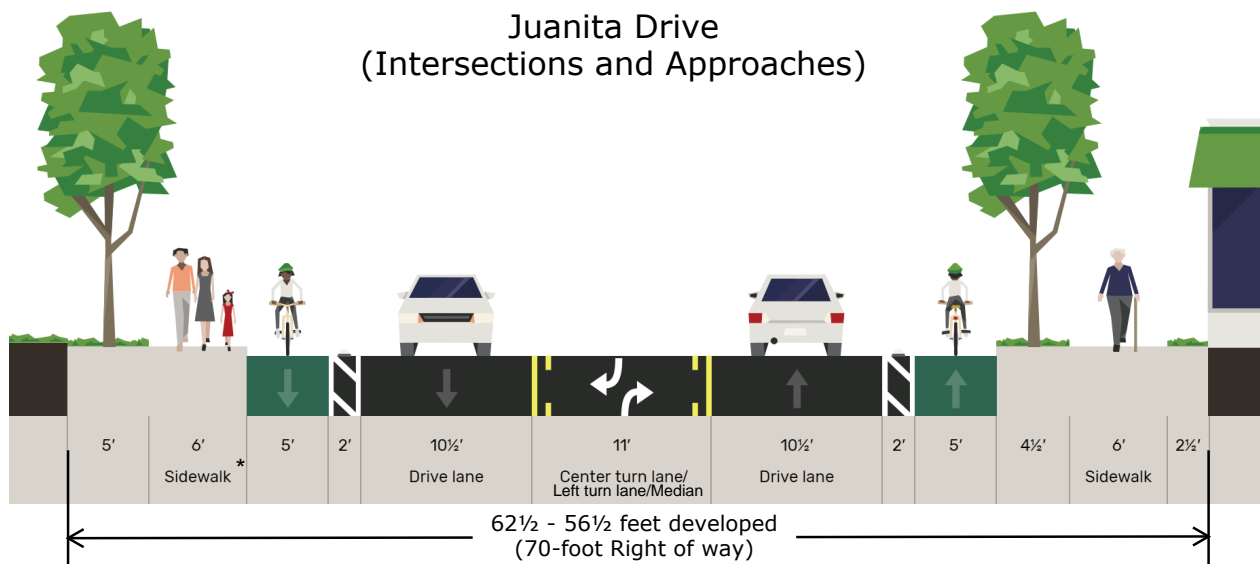 Juanita Drive
(Intersections and Approaches)
5′ 6′ 5′ 2′ 10½′ 11′ 10½′ 2′ 5′ 4½′ 6′ 2½′
Sidewalk * Drive lane Center turn lane/ Drive lane Sidewalk
Left turn lane/Median
62½ - 56½ feet developed
(70-foot Right of way)